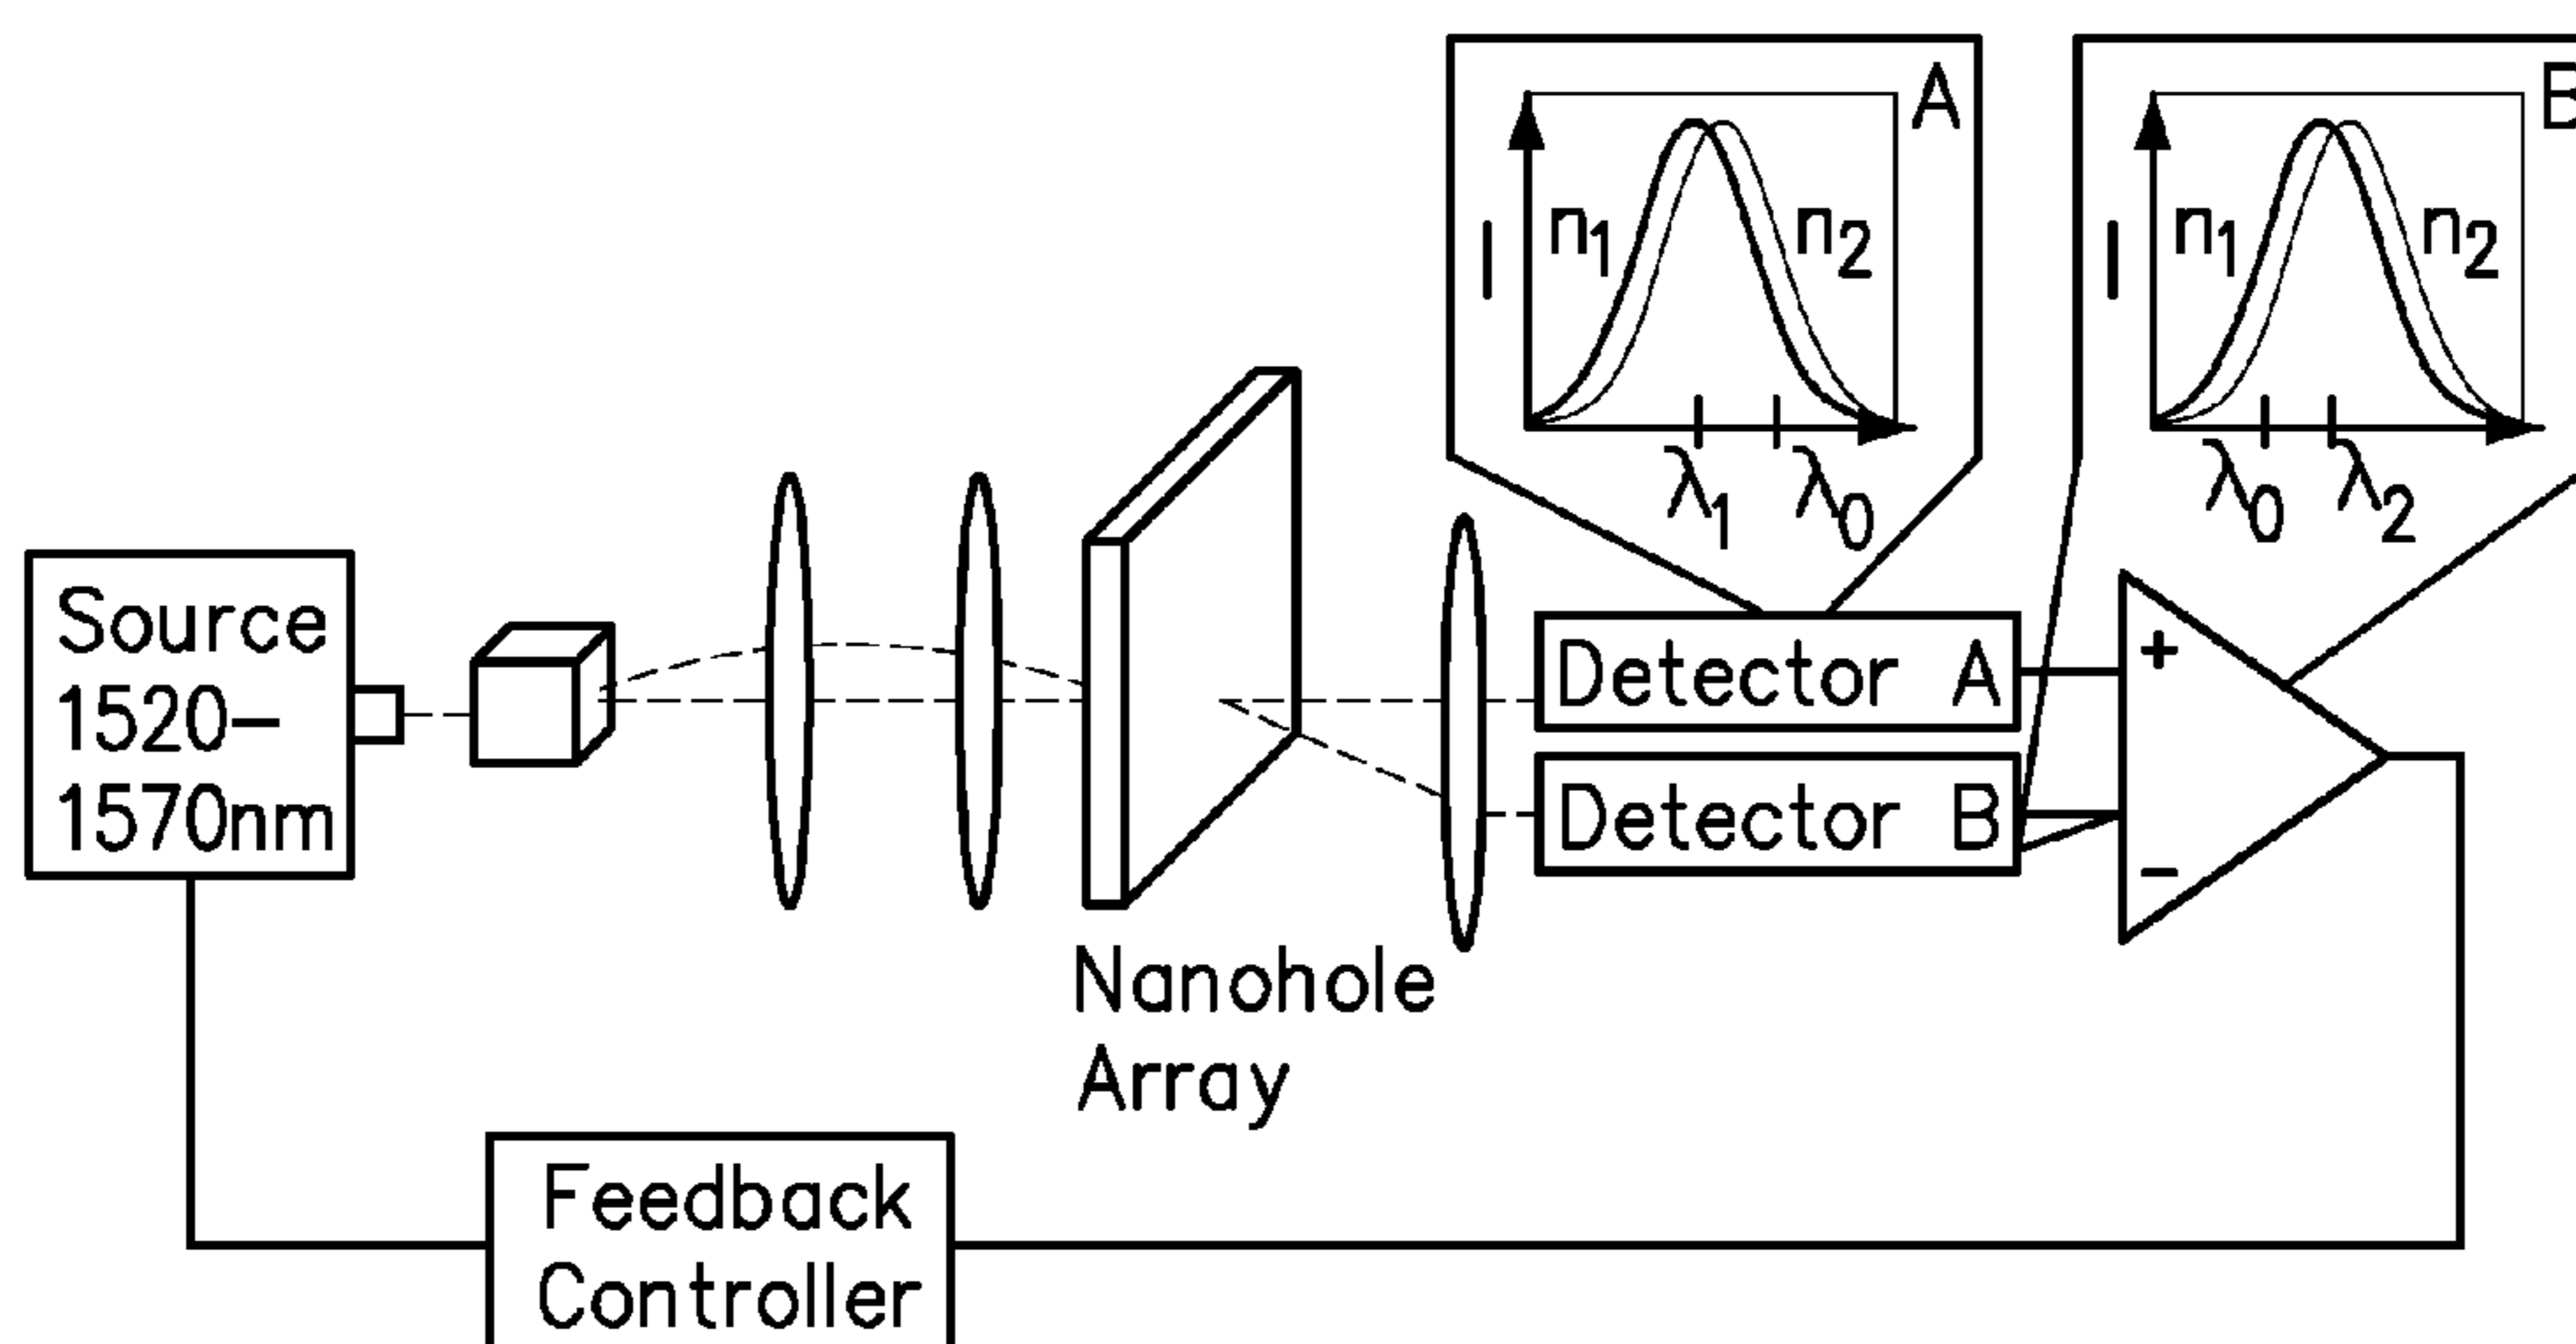 A
I
n1
n2
λ1
λ0
B
I
n1
n2
λ0
λ2
Source
1520-
1570nm
Detector A
Detector B
+
-
Nanohole
Array
Feedback
Controller